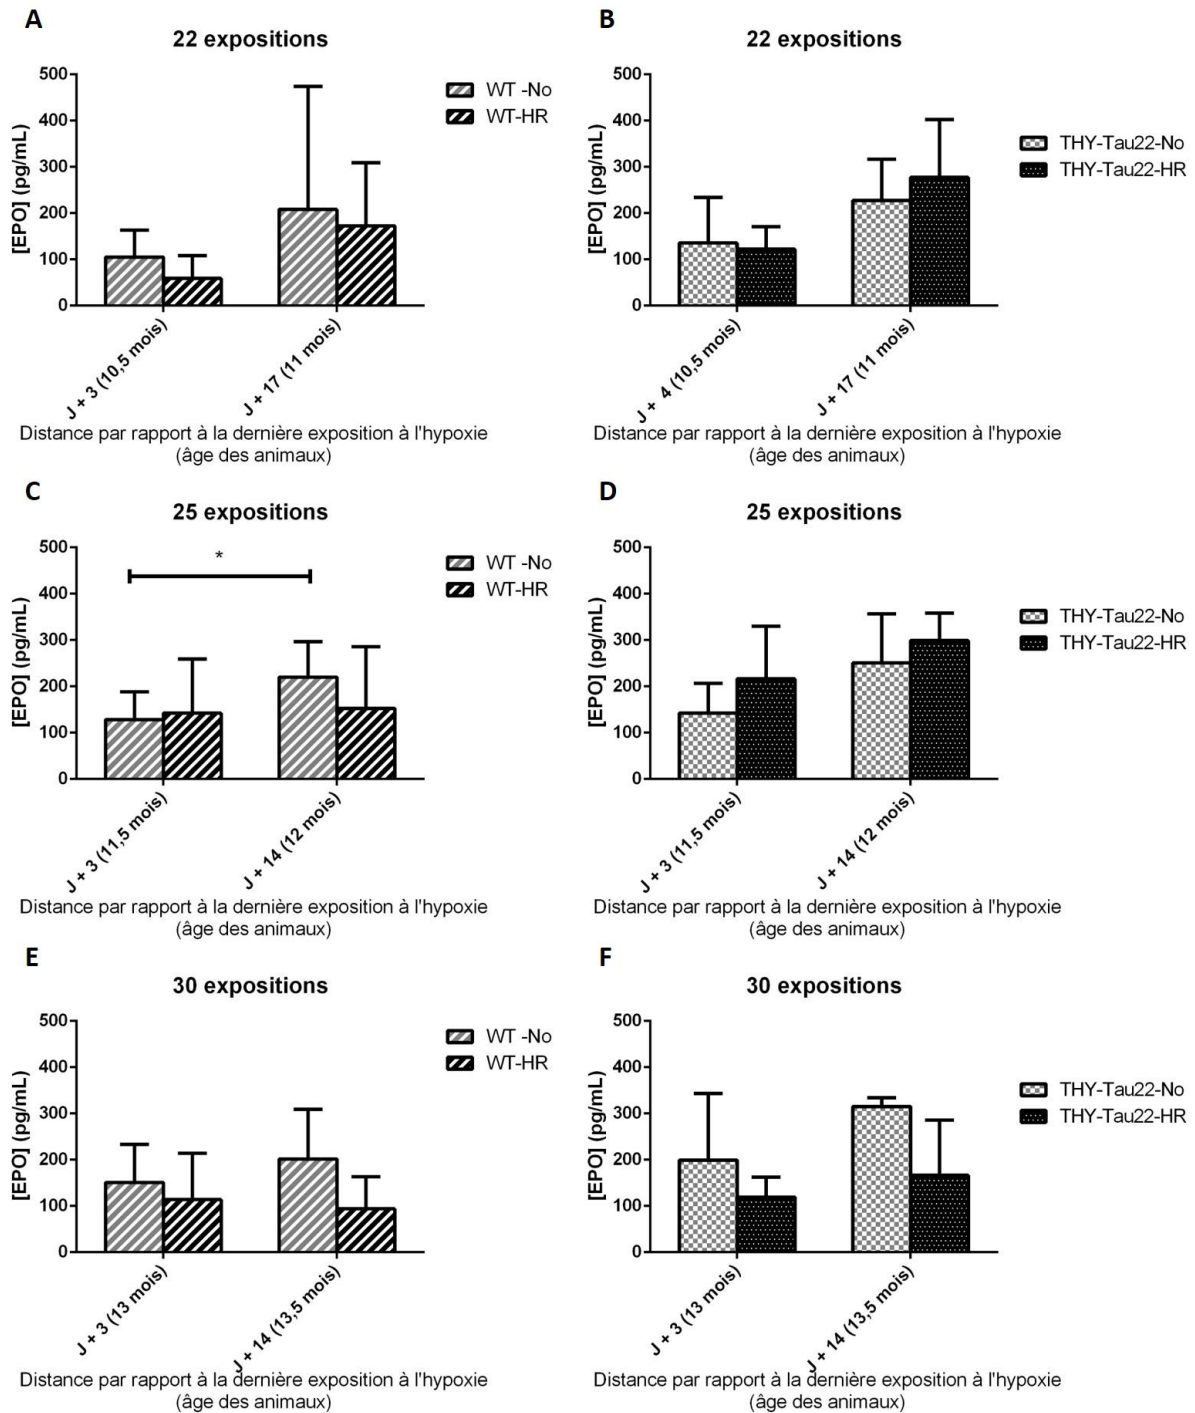 A
22 expositions
[EPO] (pg/mL)
500
400
300
200
100
0
WT -No
WT-HR
J + 3 (10,5 mois)
J + 17 (11 mois)
Distance par rapport à la dernière exposition à l'hypoxie
(âge des animaux)
B
22 expositions
[EPO] (pg/mL)
500
400
300
200
100
0
THY-Tau22-No
THY-Tau22-HR
J + 4 (10,5 mois)
J + 17 (11 mois)
Distance par rapport à la dernière exposition à l'hypoxie
(âge des animaux)
C
25 expositions
[EPO] (pg/mL)
500
400
300
200
100
0
*
WT -No
WT-HR
J + 3 (11,5 mois)
J + 14 (12 mois)
Distance par rapport à la dernière exposition à l'hypoxie
(âge des animaux)
D
25 expositions
[EPO] (pg/mL)
500
400
300
200
100
0
THY-Tau22-No
THY-Tau22-HR
J + 3 (11,5 mois)
J + 14 (12 mois)
Distance par rapport à la dernière exposition à l'hypoxie
(âge des animaux)
E
30 expositions
[EPO] (pg/mL)
500
400
300
200
100
0
WT -No
WT-HR
J + 3 (13 mois)
J + 14 (13,5 mois)
Distance par rapport à la dernière exposition à l'hypoxie
(âge des animaux)
F
30 expositions
[EPO] (pg/mL)
500
400
300
200
100
0
THY-Tau22-No
THY-Tau22-HR
J + 3 (13 mois)
J + 14 (13,5 mois)
Distance par rapport à la dernière exposition à l'hypoxie
(âge des animaux)